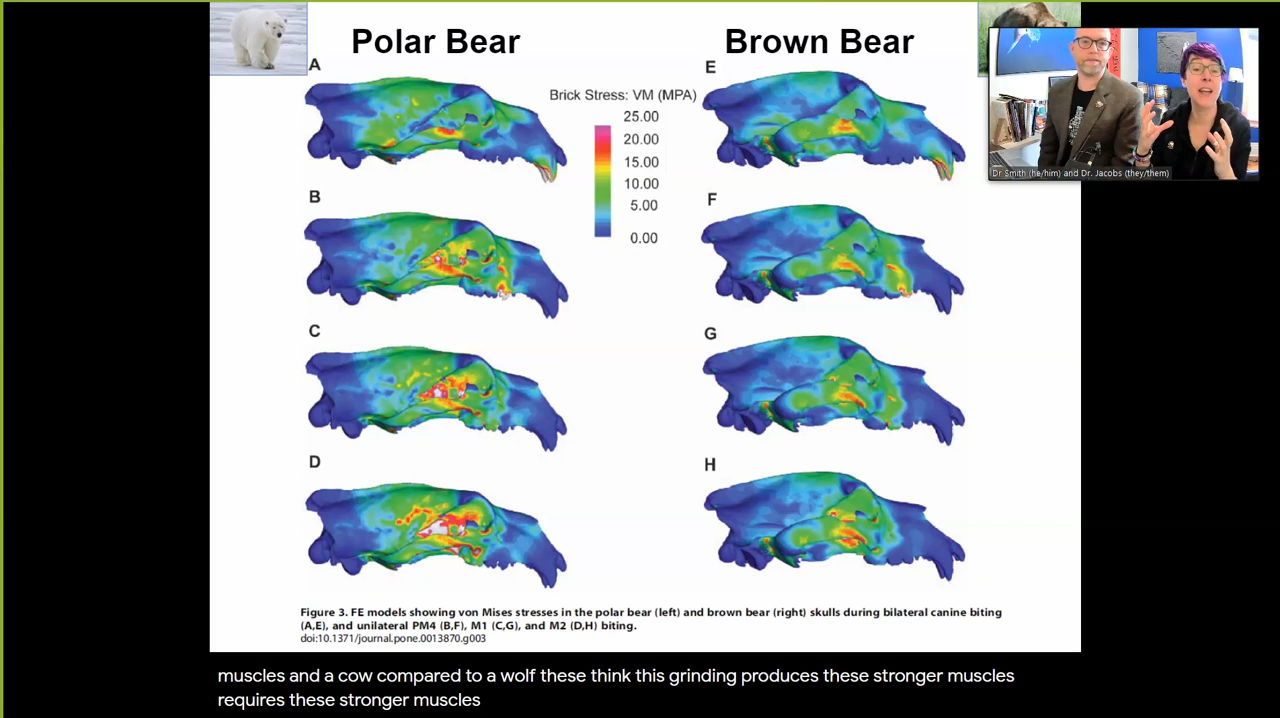 Polar Bear
Brown Bear
A
E
Brick Stress: VM (MPA)
25.00
20.00
15.00
10.00
5.00
0.00
Dr Smith (he/him) and Dr. Jacobs (they/them)
B
F
C
G
D
H
Figure 3. FE models showing von Mises stresses in the polar bear (left) and brown bear (right) skulls during bilateral canine biting
(A,E), and unilateral PM4 (B,F), M1 (C,G), and M2 (D,H) biting.
doi:10.1371/journal.pone.0013870.g003
muscles and a cow compared to a wolf these think this grinding produces these stronger muscles
requires these stronger muscles